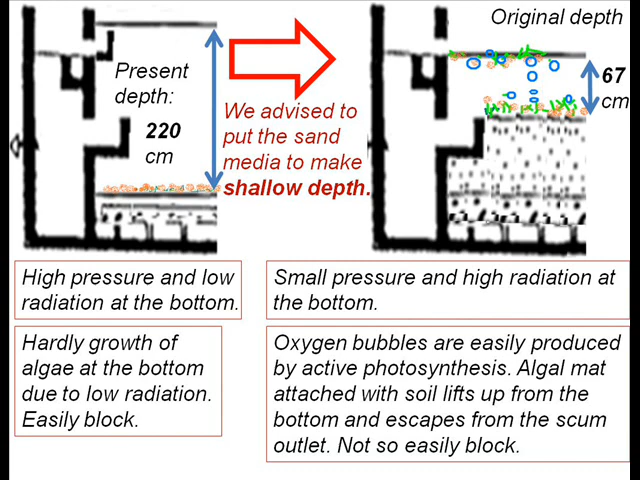 Original depth
Present
depth:
220
cm
67
cm
We advised to
put the sand
media to make
shallow depth.
High pressure and low
radiation at the bottom.
Small pressure and high radiation at
the bottom.
Hardly growth of
algae at the bottom
due to low radiation.
Easily block.
Oxygen bubbles are easily produced
by active photosynthesis. Algal mat
attached with soil lifts up from the
bottom and escapes from the scum
outlet. Not so easily block.